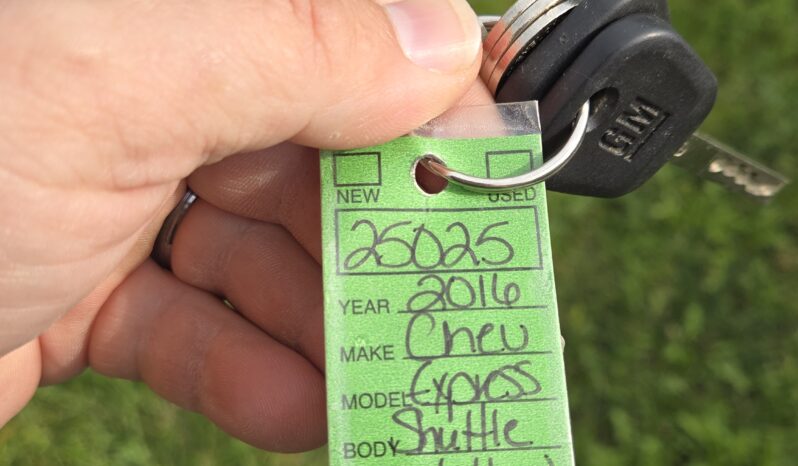 GM
NEW USED
25025
YEAR 2016
MAKE Chev
MODEL Express
BODY Shuttle